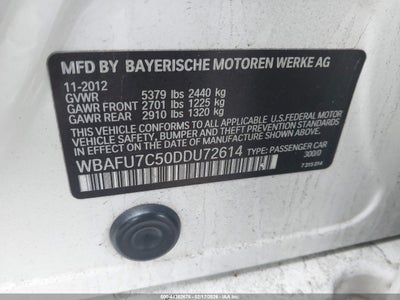 MFD BY BAYERISCHE MOTOREN WERKE AG
11-2012
GVWR 5379 lbs 2440 kg
GAWR FRONT 2701 lbs 1225 kg
GAWR REAR 2910 lbs 1320 kg
THIS VEHICLE CONFORMS TO ALL
APPLICABLE U.S.FEDERAL MOTOR
VEHICLE SAFETY, BUMPER, AND THEFT
PREVENTION STANDARDS IN EFFECT ON
THE DATE OF MANUFACTURE SHOWN ABOVE.
WBAFU7C50DDU72614 TYPE: PASSENGER CAR
300/0